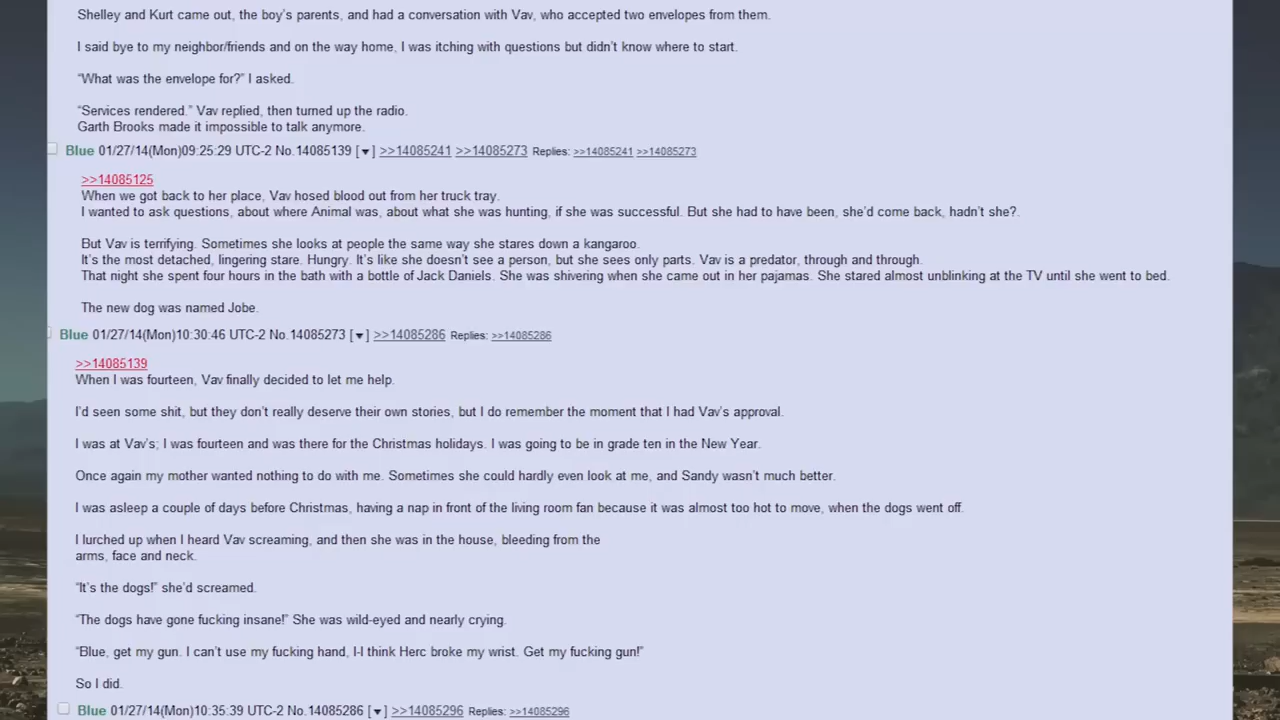 Shelley and Kurt came out, the boy's parents, and had a conversation with Vav, who accepted two envelopes from them.
I said bye to my neighbor/friends and on the way home, I was itching with questions but didn't know where to start.
“What was the envelope for?” I asked.
“Services rendered.” Vav replied, then turned up the radio.
Garth Brooks made it impossible to talk anymore.
Blue 01/27/14(Mon)09:25:29 UTC-2 No.14085139 [▼] >>14085241 >>14085273 Replies: >>14085241 >>14085273
>>14085125
When we got back to her place, Vav hosed blood out from her truck tray.
I wanted to ask questions, about where Animal was, about what she was hunting, if she was successful. But she had to have been, she'd come back, hadn't she?.
But Vav is terrifying. Sometimes she looks at people the same way she stares down a kangaroo.
It's the most detached, lingering stare. Hungry. It's like she doesn't see a person, but she sees only parts. Vav is a predator, through and through.
That night she spent four hours in the bath with a bottle of Jack Daniels. She was shivering when she came out in her pajamas. She stared almost unblinking at the TV until she went to bed.
The new dog was named Jobe.
Blue 01/27/14(Mon)10:30:46 UTC-2 No.14085273 [▼] >>14085286 Replies: >>14085286
>>14085139
When I was fourteen, Vav finally decided to let me help.
I'd seen some shit, but they don't really deserve their own stories, but I do remember the moment that I had Vav's approval.
I was at Vav's; I was fourteen and was there for the Christmas holidays. I was going to be in grade ten in the New Year.
Once again my mother wanted nothing to do with me. Sometimes she could hardly even look at me, and Sandy wasn't much better.
I was asleep a couple of days before Christmas, having a nap in front of the living room fan because it was almost too hot to move, when the dogs went off.
I lurched up when I heard Vav screaming, and then she was in the house, bleeding from the
arms, face and neck.
“It's the dogs!” she'd screamed.
“The dogs have gone fucking insane!” She was wild-eyed and nearly crying.
“Blue, get my gun. I can't use my fucking hand, I-I think Herc broke my wrist. Get my fucking gun!”
So I did.
Blue 01/27/14(Mon)10:35:39 UTC-2 No.14085286 [▼] >>14085296 Replies: >>14085296